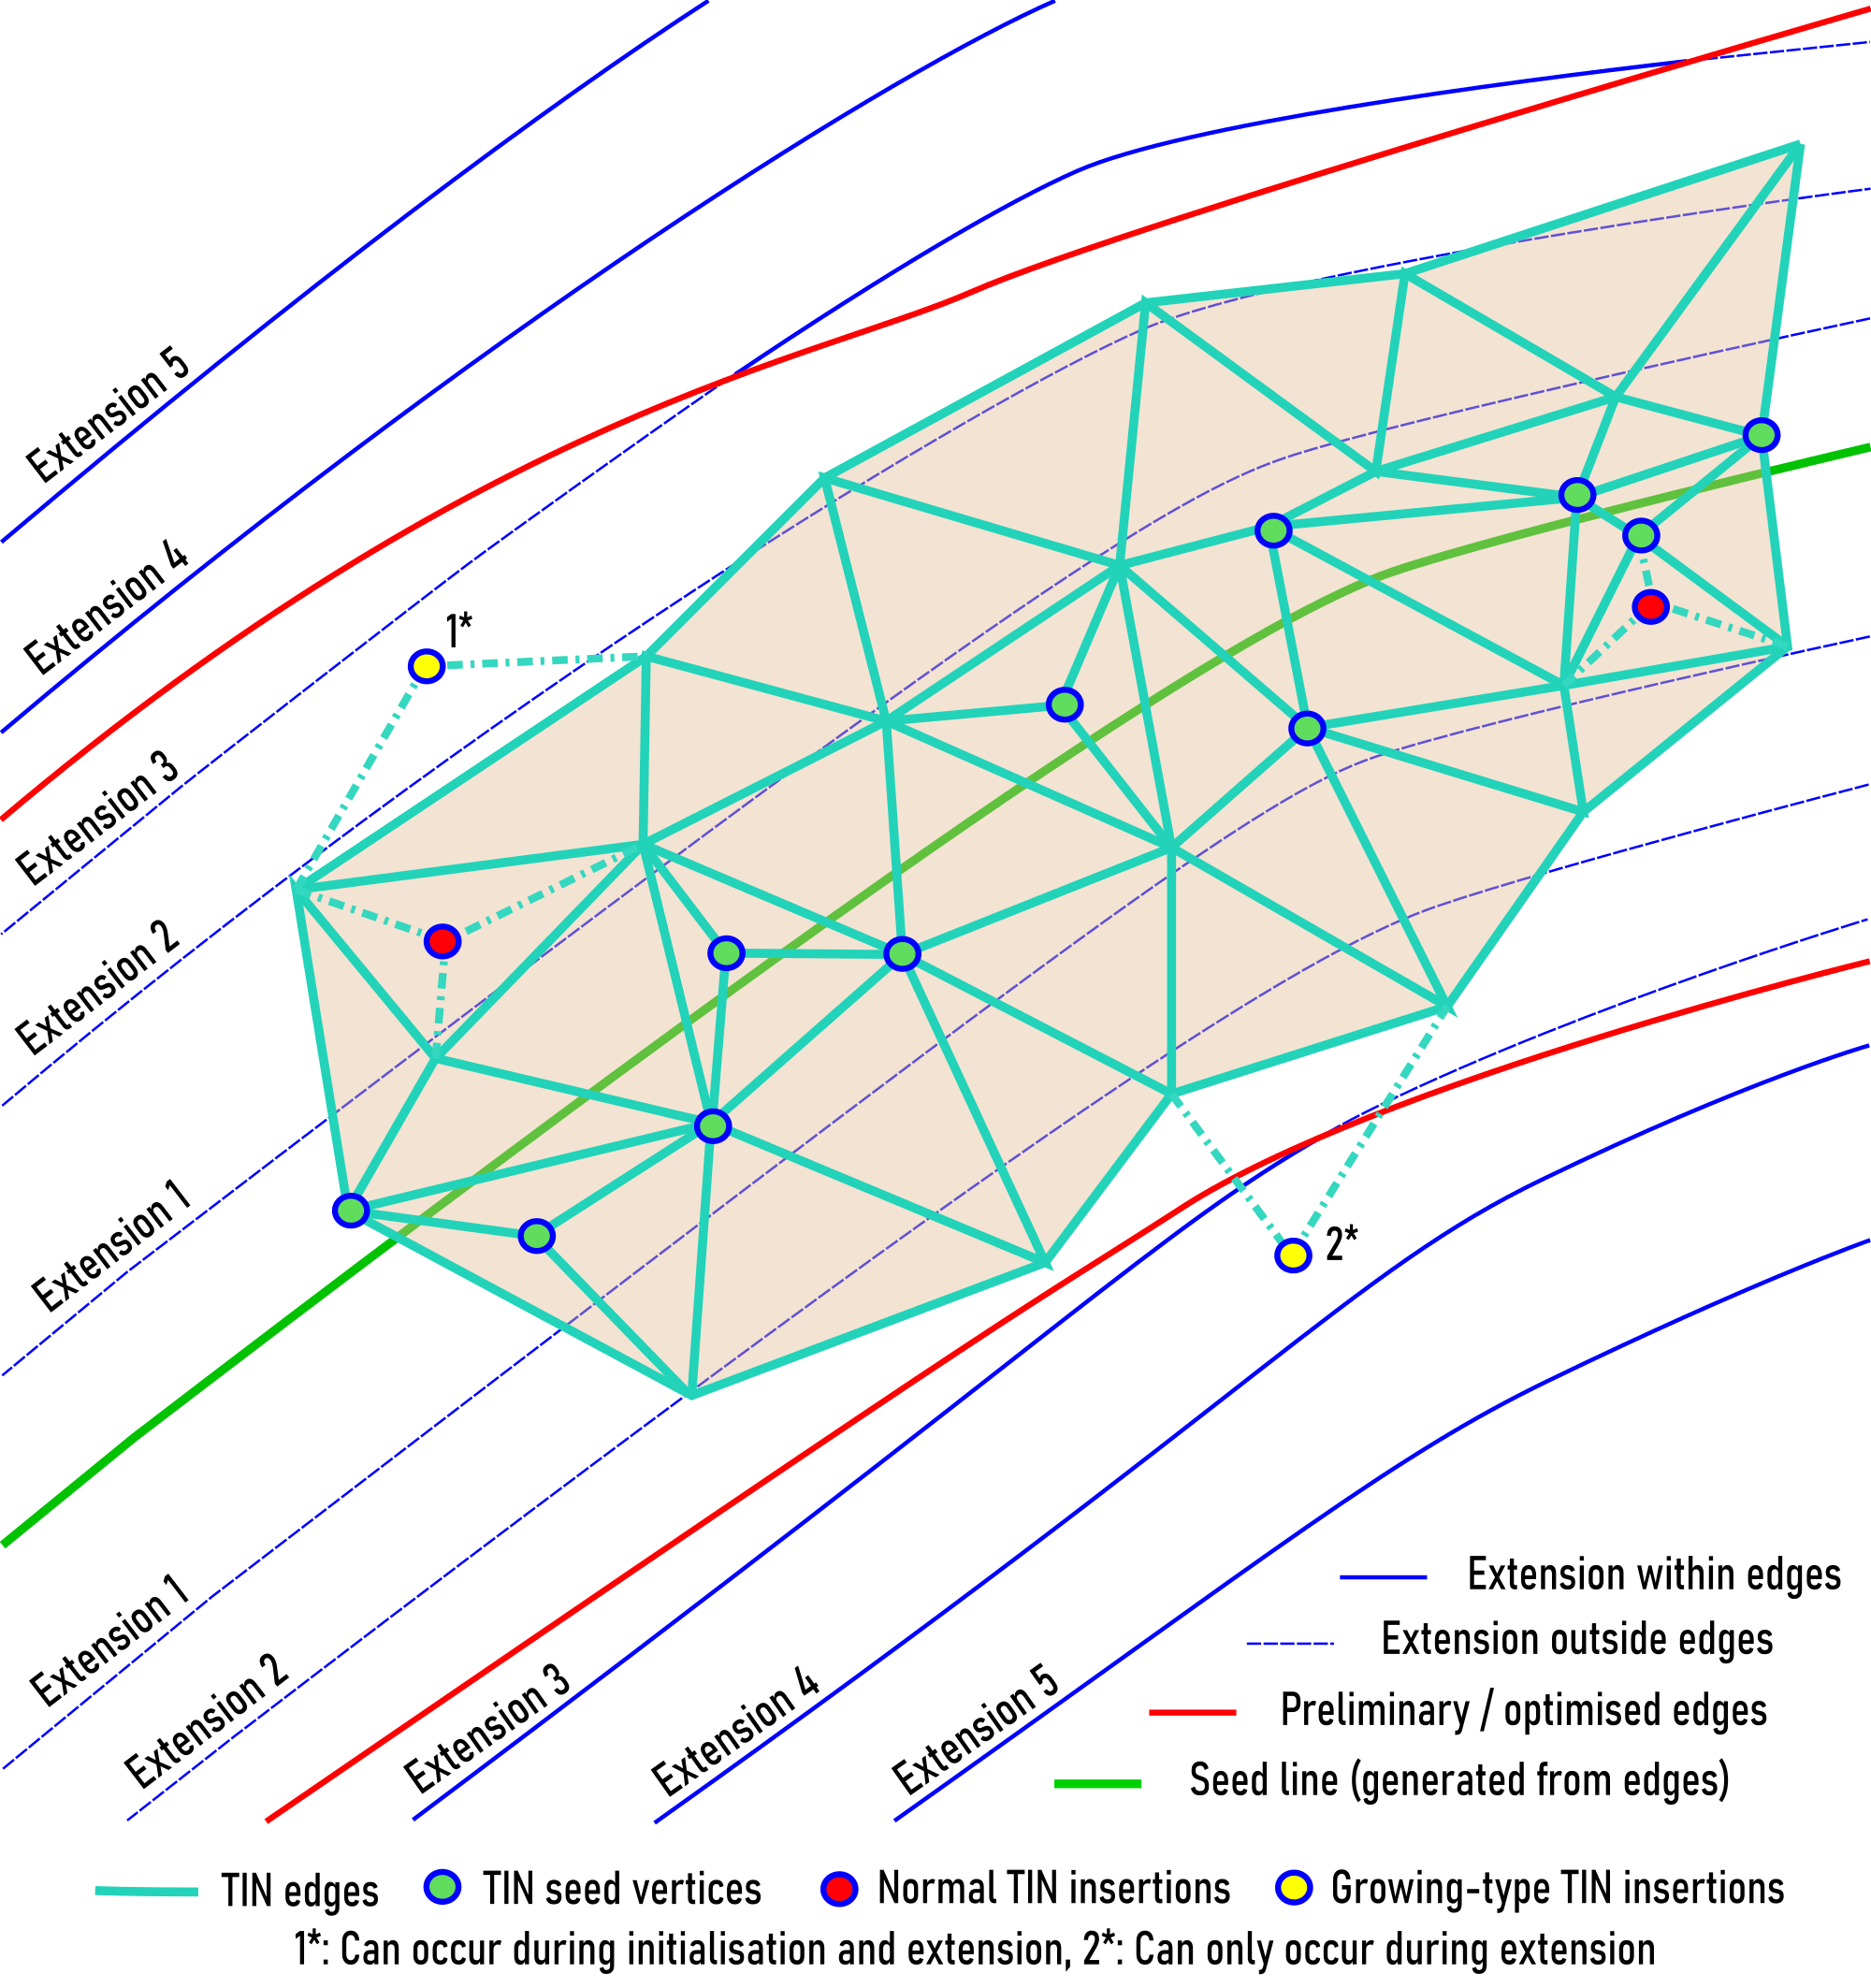 Extension 5
Extension 4
1*
Extension 3
Extension 2
Extension 1
2*
Extension 1
Extension 2
Extension 3
Extension 4
Extension 5
Extension within edges
Extension outside edges
Preliminary / optimised edges
Seed line (generated from edges)
TIN edges
TIN seed vertices
Normal TIN insertions
Growing-type TIN insertions
1*: Can occur during initialisation and extension, 2*: Can only occur during extension